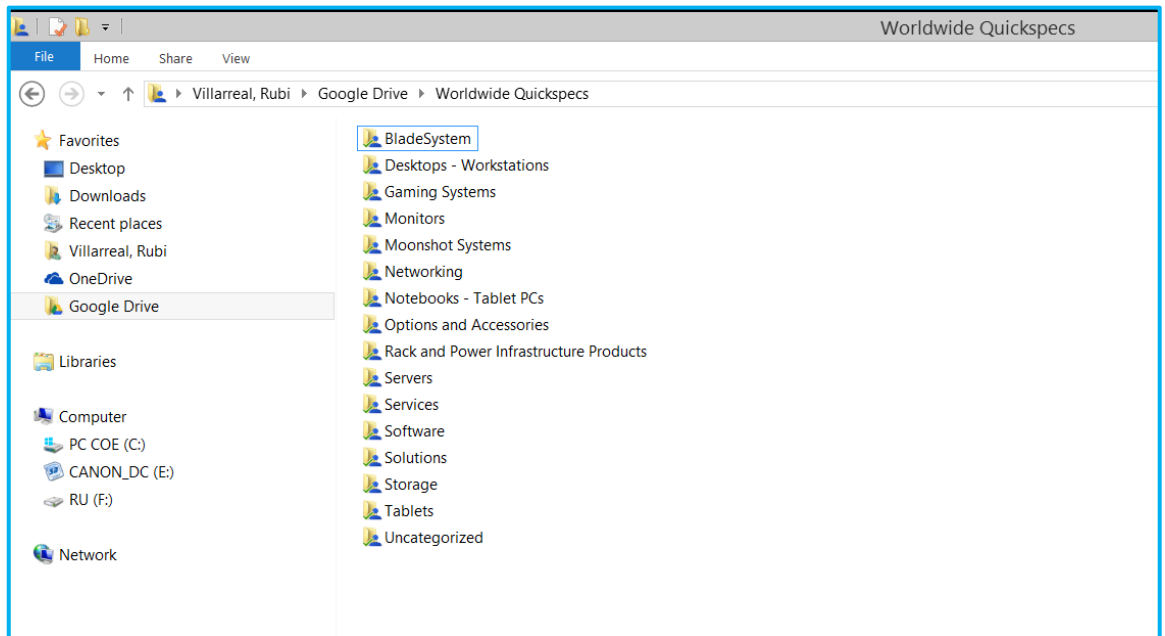 Worldwide Quickspecs
File Home Share View
Villarreal, Rubi Google Drive Worldwide Quickspecs
Favorites
Desktop
Downloads
Recent places
Villarreal, Rubi
OneDrive
Google Drive
Libraries
Computer
PC COE (C:)
CANON_DC (E:)
RU (F:)
Network
BladeSystem
Desktops - Workstations
Gaming Systems
Monitors
Moonshot Systems
Networking
Notebooks - Tablet PCs
Options and Accessories
Rack and Power Infrastructure Products
Servers
Services
Software
Solutions
Storage
Tablets
Uncategorized